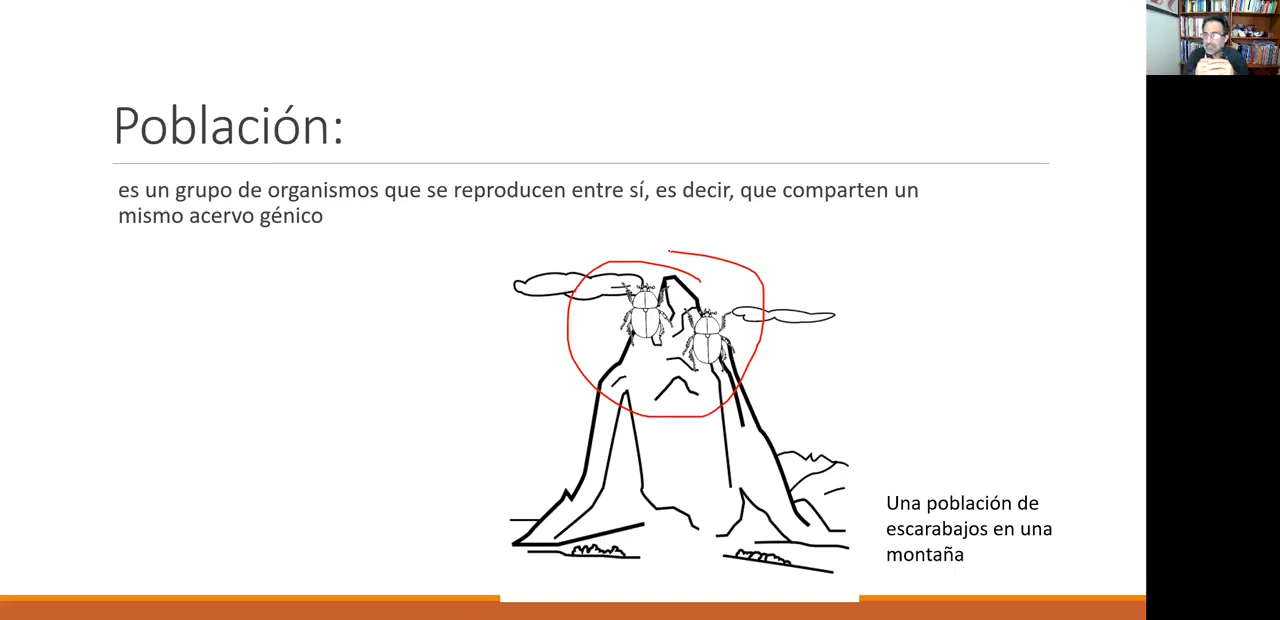 Población:
es un grupo de organismos que se reproducen entre sí, es decir, que comparten un
mismo acervo génico
Una población de
escarabajos en una
montaña